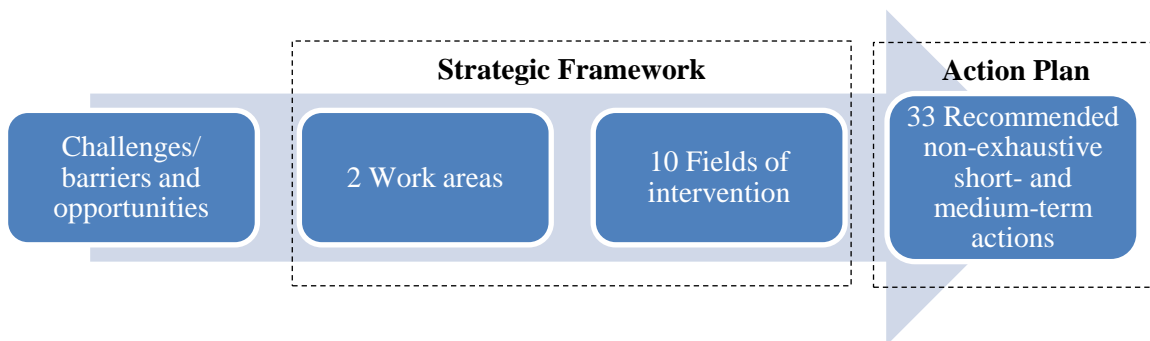 Strategic Framework
Action Plan
Challenges/
barriers and
opportunities
2 Work areas
10 Fields of
intervention
33 Recommended
non-exhaustive
short- and
medium-term
actions